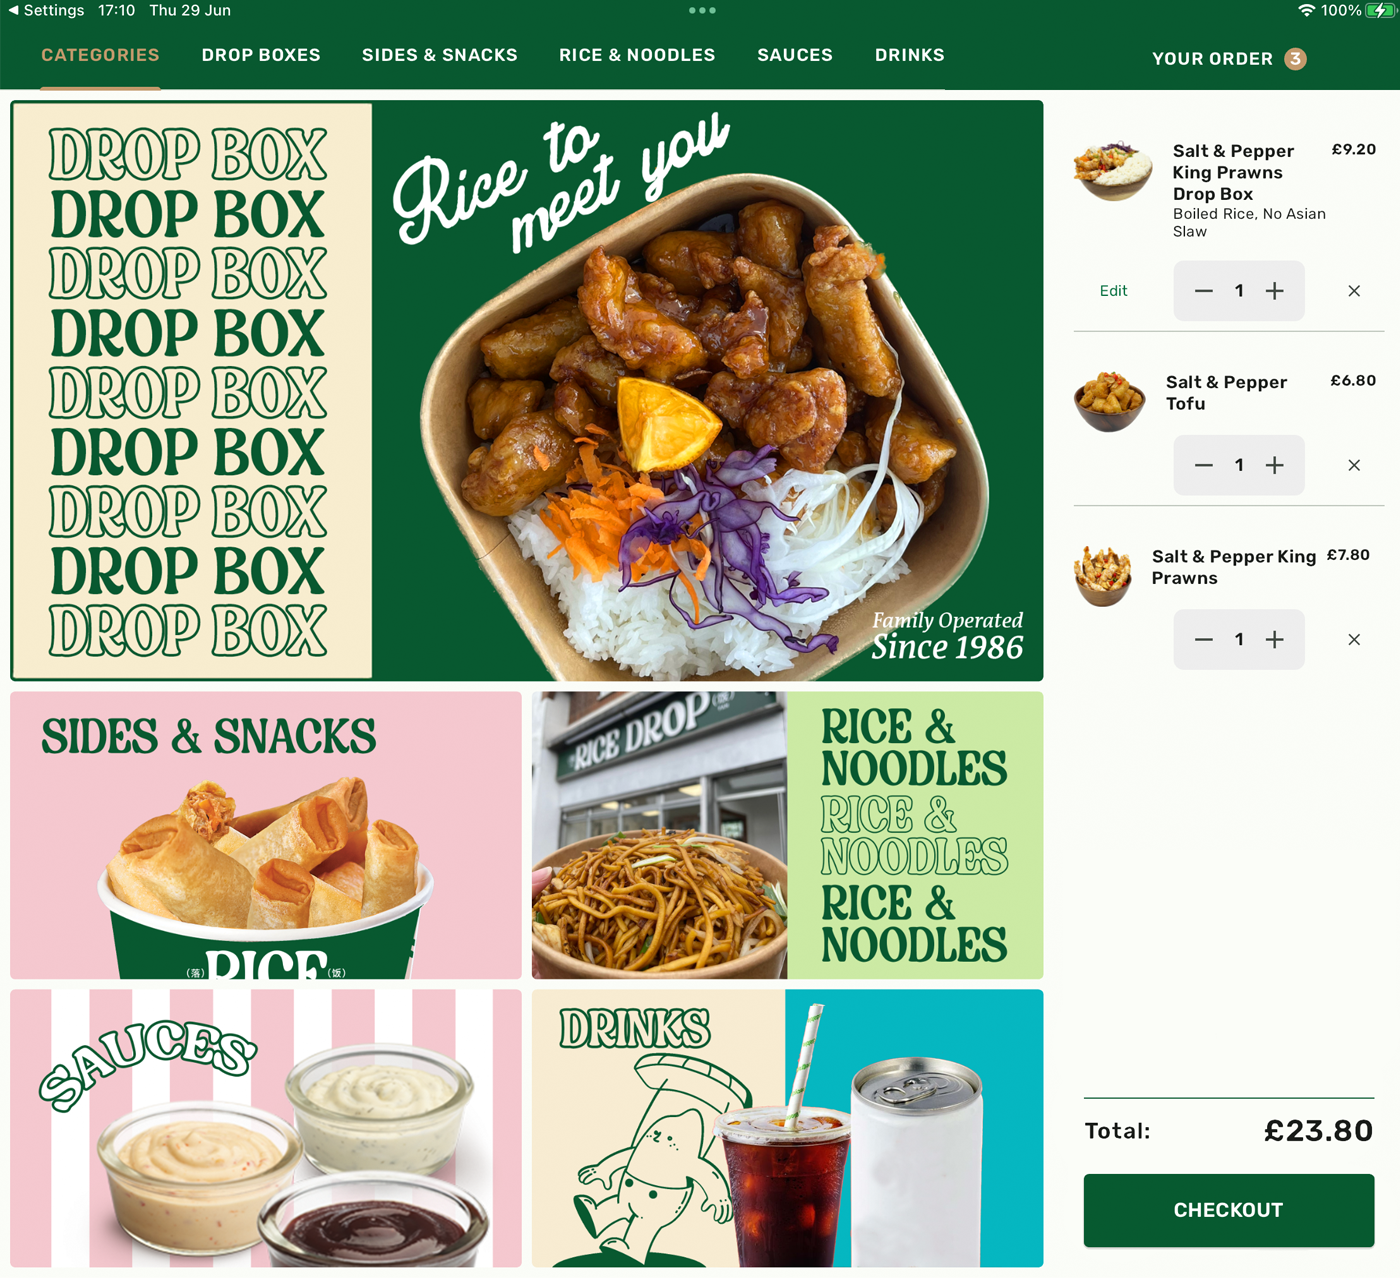 Settings 17:10 Thu 29 Jun
100%
CATEGORIES DROP BOXES SIDES & SNACKS RICE & NOODLES SAUCES DRINKS
YOUR ORDER 3
DROP BOX
DROP BOX
DROP BOX
DROP BOX
DROP BOX
DROP BOX
DROP BOX
DROP BOX
DROP BOX
Rice to
meet you
Family Operated
Since 1986
SIDES & SNACKS
(落) RICE (饭)
RICE DROP
RICE &
NOODLES
RICE &
NOODLES
RICE &
NOODLES
SAUCES
DRINKS
Salt & Pepper £9.20
King Prawns
Drop Box
Boiled Rice, No Asian
Slaw
Edit 1
Salt & Pepper £6.80
Tofu
1
Salt & Pepper King £7.80
Prawns
1
Total: £23.80
CHECKOUT